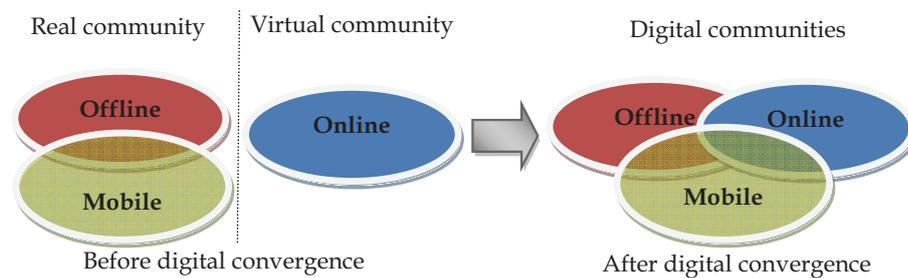 Real community
Virtual community
Digital communities
Offline
Online
Mobile
Offline
Online
Mobile
Before digital convergence
After digital convergence